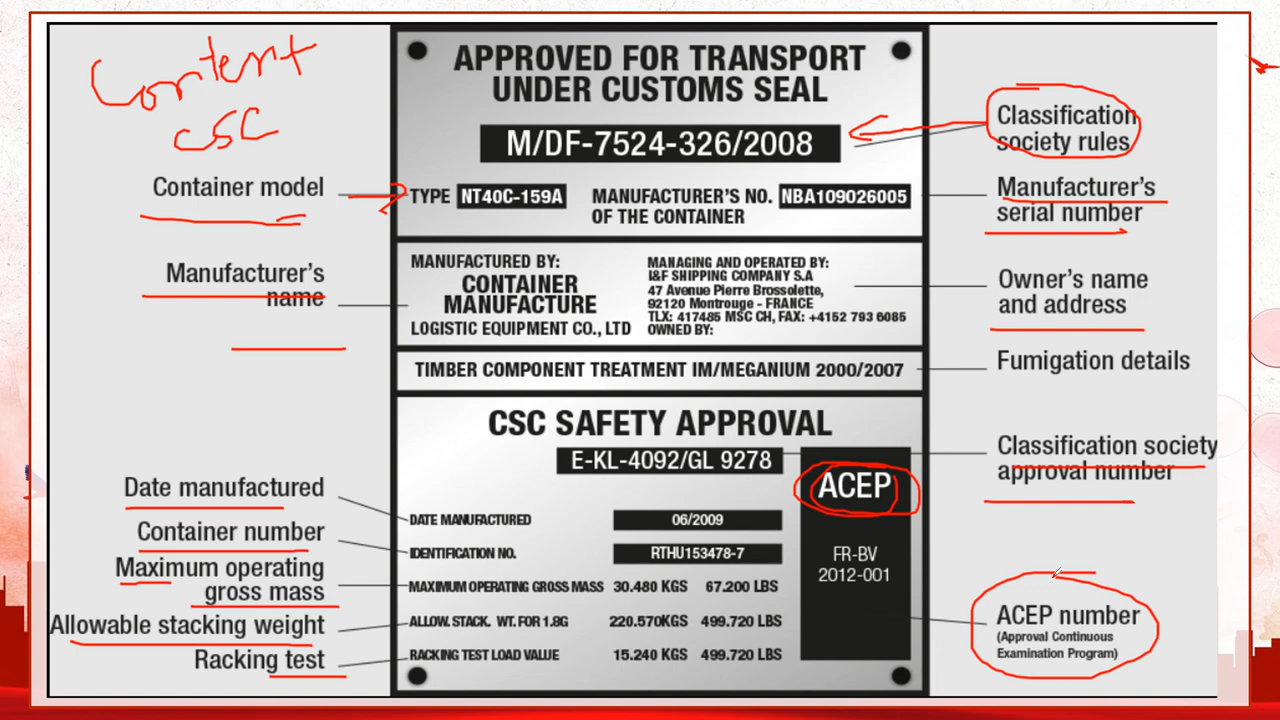 Content
CSC
Container model
Manufacturer's
name
Date manufactured
Container number
Maximum operating
gross mass
Allowable stacking weight
Racking test
APPROVED FOR TRANSPORT
UNDER CUSTOMS SEAL
M/DF-7524-326/2008
TYPE NT40C-159A MANUFACTURER'S NO. NBA109026005
OF THE CONTAINER
MANUFACTURED BY:
CONTAINER
MANUFACTURE
LOGISTIC EQUIPMENT CO., LTD
MANAGING AND OPERATED BY:
I&F SHIPPING COMPANY S.A
47 Avenue Pierre Brossolette,
92120 Montrouge - FRANCE
TLX: 417485 MSC CH, FAX: +4152 793 6085
OWNED BY:
TIMBER COMPONENT TREATMENT IM/MEGANIUM 2000/2007
CSC SAFETY APPROVAL
E-KL-4092/GL 9278
DATE MANUFACTURED 06/2009
IDENTIFICATION NO. RTHU153478-7
MAXIMUM OPERATING GROSS MASS 30.480 KGS 67.200 LBS
ALLOW. STACK. WT. FOR 1.8G 220.570KGS 499.720 LBS
RACKING TEST LOAD VALUE 15.240 KGS 499.720 LBS
ACEP
FR-BV
2012-001
Classification
society rules
Manufacturer's
serial number
Owner's name
and address
Fumigation details
Classification society
approval number
ACEP number
(Approval Continuous
Examination Program)